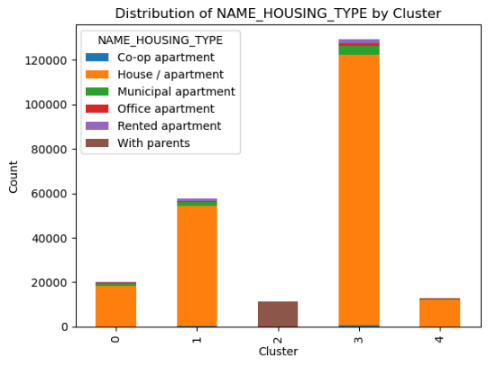 Distribution of NAME_HOUSING_TYPE by Cluster
NAME_HOUSING_TYPE
Co-op apartment
House / apartment
Municipal apartment
Office apartment
Rented apartment
With parents
120000
100000
80000
60000
40000
20000
0
Count
0
1
2
3
4
Cluster